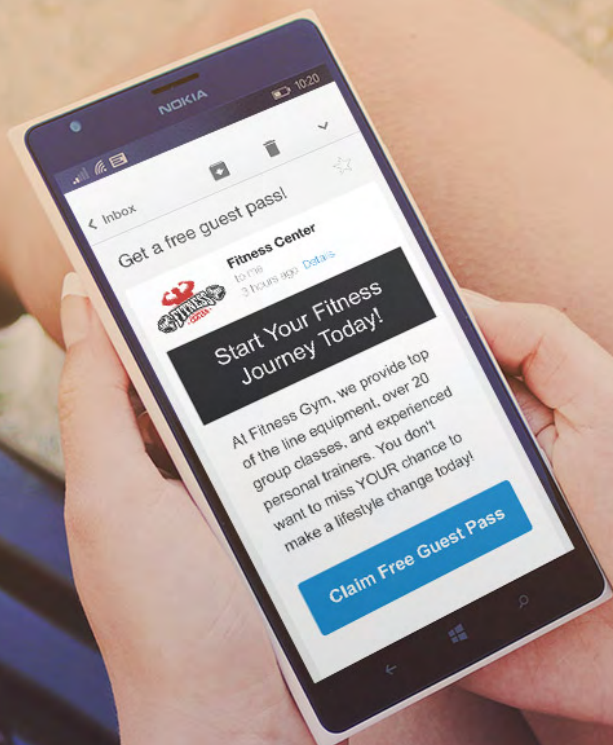 NOKIA
10:20
Inbox
Get a free guest pass!
Fitness Center
to me
3 hours ago Details
FITNESS
CENTER
Start Your Fitness
Journey Today!
At Fitness Gym, we provide top
of the line equipment, over 20
group classes, and experienced
personal trainers. You don't
want to miss YOUR chance to
make a lifestyle change today!
Claim Free Guest Pass